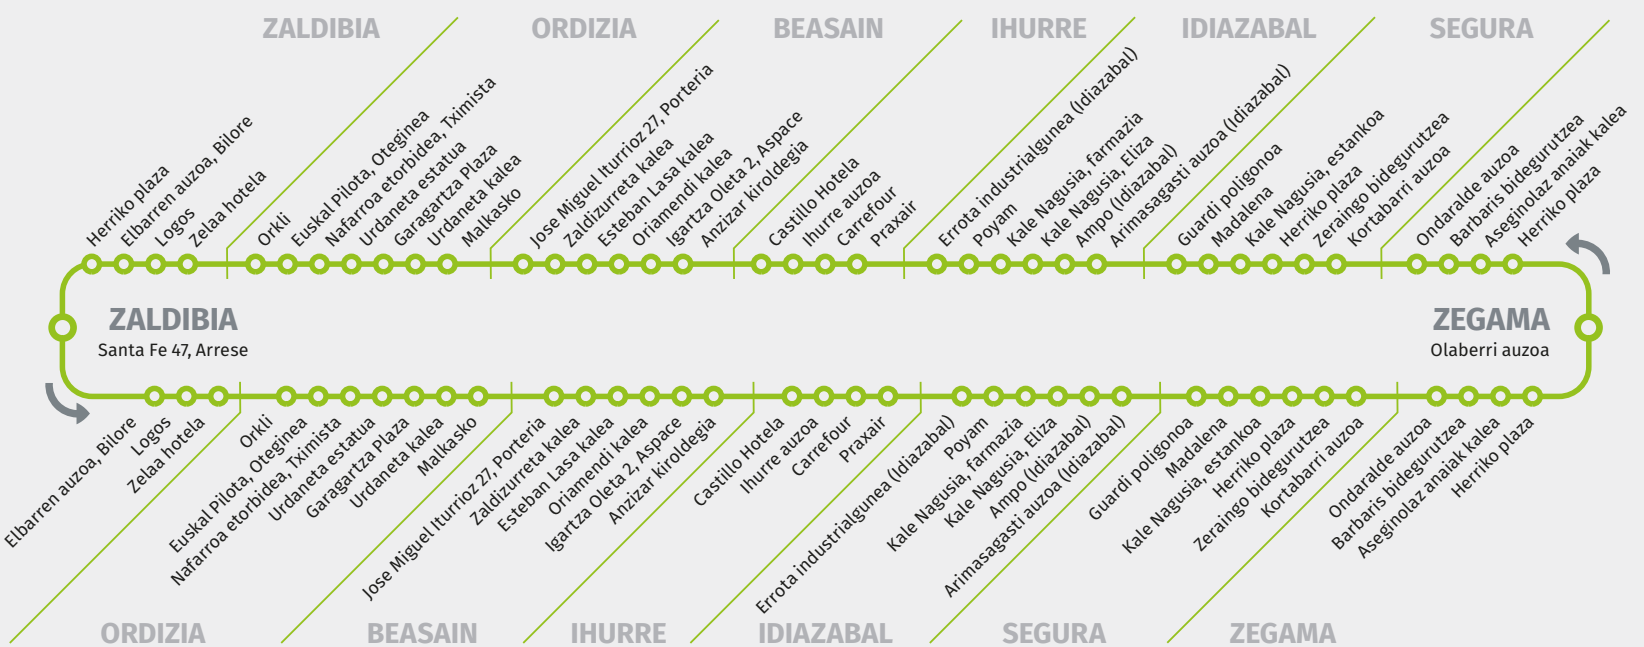 ZALDIBIA
ORDIZIA
BEASAIN
IHURRE
IDIAZABAL
SEGURA
Herriko plaza
Elbarren auzoa, Bilore
Logos
Zelaa hotela
Orkli
Euskal Pilota, Oteginea
Nafarroa etorbidea, Tximista
Urdaneta estatua
Garagartza Plaza
Urdaneta kalea
Malkasko
Jose Miguel Iturrioz 27, Porteria
Zaldizurreta kalea
Esteban Lasa kalea
Oriamendi kalea
Igartza Oleta 2, Aspace
Anzizar kiroldegia
Castillo Hotela
Ihurre auzoa
Carrefour
Praxair
Errota industrialgunea (Idiazabal)
Poyam
Kale Nagusia, farmazia
Kale Nagusia, Eliza
Ampo (Idiazabal)
Arimasagasti auzoa (Idiazabal)
Guardi poligonoa
Madalena
Kale Nagusia, estankoa
Herriko plaza
Zeraingo bidegurutzea
Kortabarri auzoa
Ondaralde auzoa
Barbaris bidegurutzea
Aseginolaz anaiak kalea
Herriko plaza
ZALDIBIA
Santa Fe 47, Arrese
ZEGAMA
Olaberri auzoa
Elbarren auzoa, Bilore
Logos
Zelaa hotela
Orkli
Euskal Pilota, Oteginea
Nafarroa etorbidea, Tximista
Urdaneta estatua
Garagartza Plaza
Urdaneta kalea
Malkasko
Jose Miguel Iturrioz 27, Porteria
Zaldizurreta kalea
Esteban Lasa kalea
Oriamendi kalea
Igartza Oleta 2, Aspace
Anzizar kiroldegia
Castillo Hotela
Ihurre auzoa
Carrefour
Praxair
Errota industrialgunea (Idiazabal)
Poyam
Kale Nagusia, farmazia
Kale Nagusia, Eliza
Ampo (Idiazabal)
Arimasagasti auzoa (Idiazabal)
Guardi poligonoa
Madalena
Kale Nagusia, estankoa
Herriko plaza
Zeraingo bidegurutzea
Kortabarri auzoa
Ondaralde auzoa
Barbaris bidegurutzea
Aseginolaz anaiak kalea
Herriko plaza
ORDIZIA
BEASAIN
IHURRE
IDIAZABAL
SEGURA
ZEGAMA